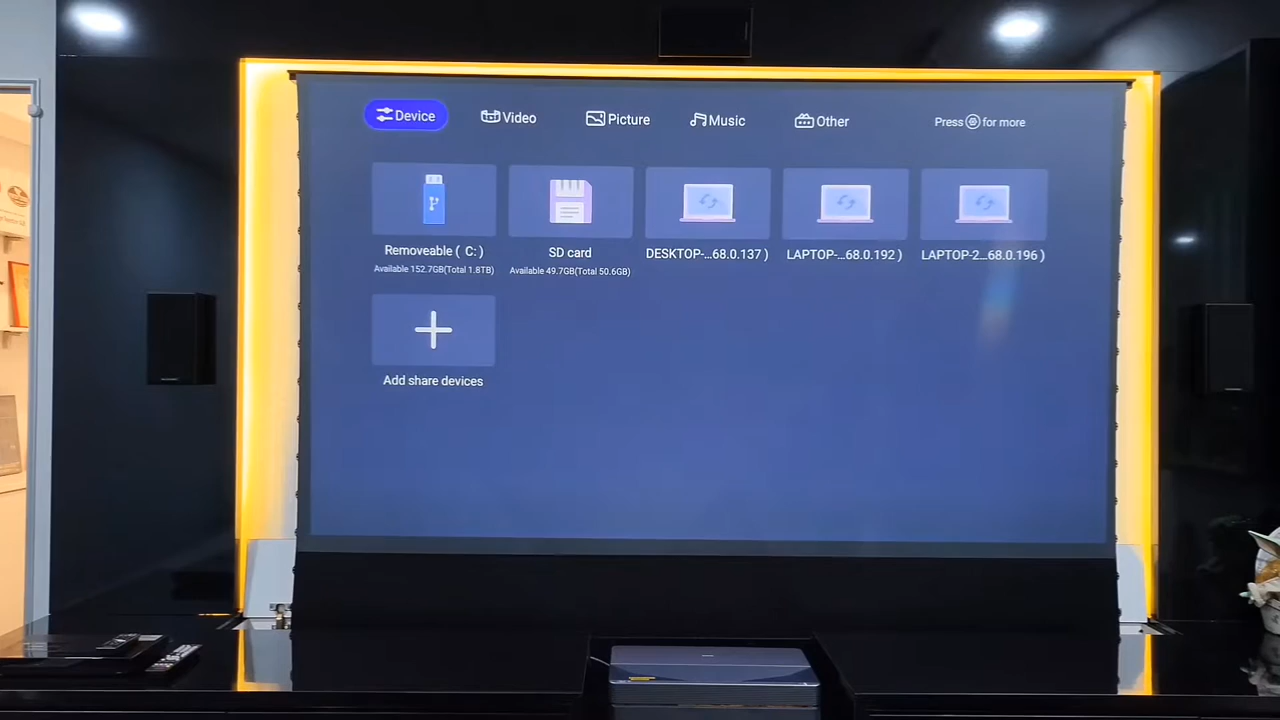 Device
Video
Picture
Music
Other
Press for more
Removeable ( C: )
Available 152.7GB(Total 1.8TB)
SD card
Available 49.7GB(Total 50.6GB)
DESKTOP-...68.0.137 )
LAPTOP-...68.0.192 )
LAPTOP-2...68.0.196 )
Add share devices